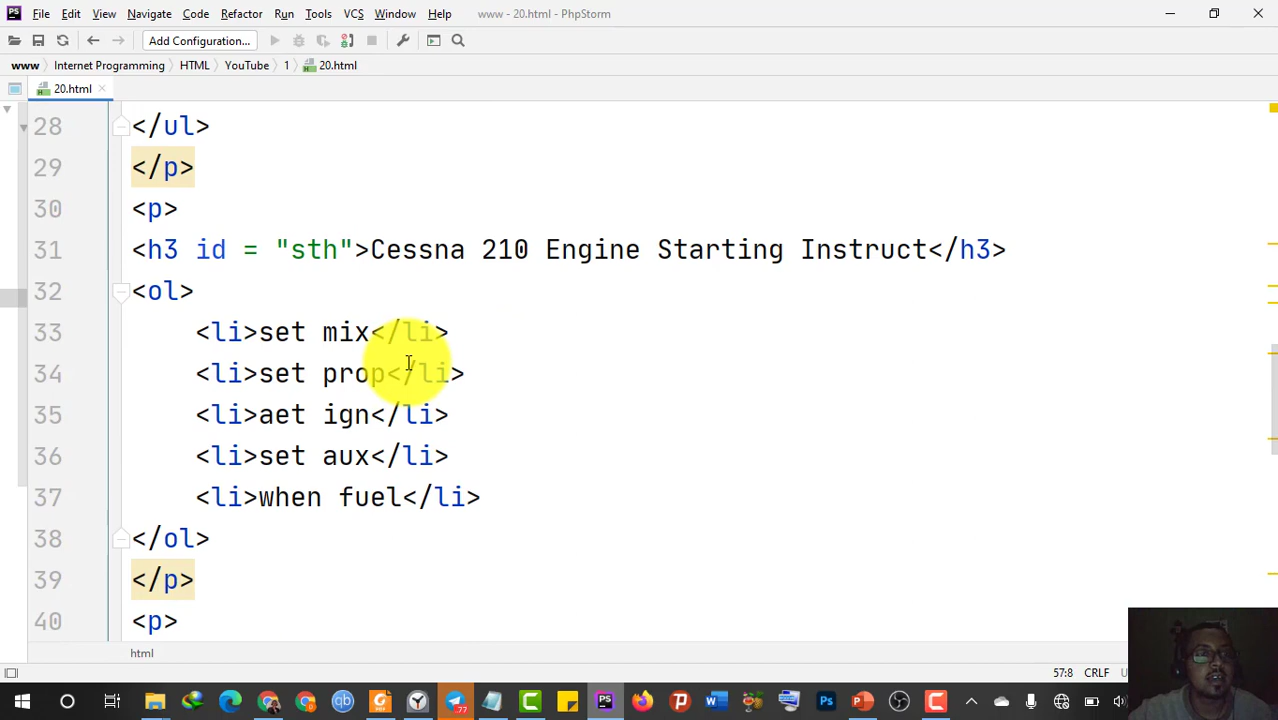 PS File Edit View Navigate Code Refactor Run Tools VCS Window Help www - 20.html - PhpStorm
Add Configuration...
www Internet Programming HTML YouTube 1 20.html
20.html
28 </ul>
29 </p>
30 <p>
31 <h3 id = "sth">Cessna 210 Engine Starting Instruct</h3>
32 <ol>
33 <li>set mix</li>
34 <li>set prop</li>
35 <li>aet ign</li>
36 <li>set aux</li>
37 <li>when fuel</li>
38 </ol>
39 </p>
40 <p>
html
57:8 CRLF